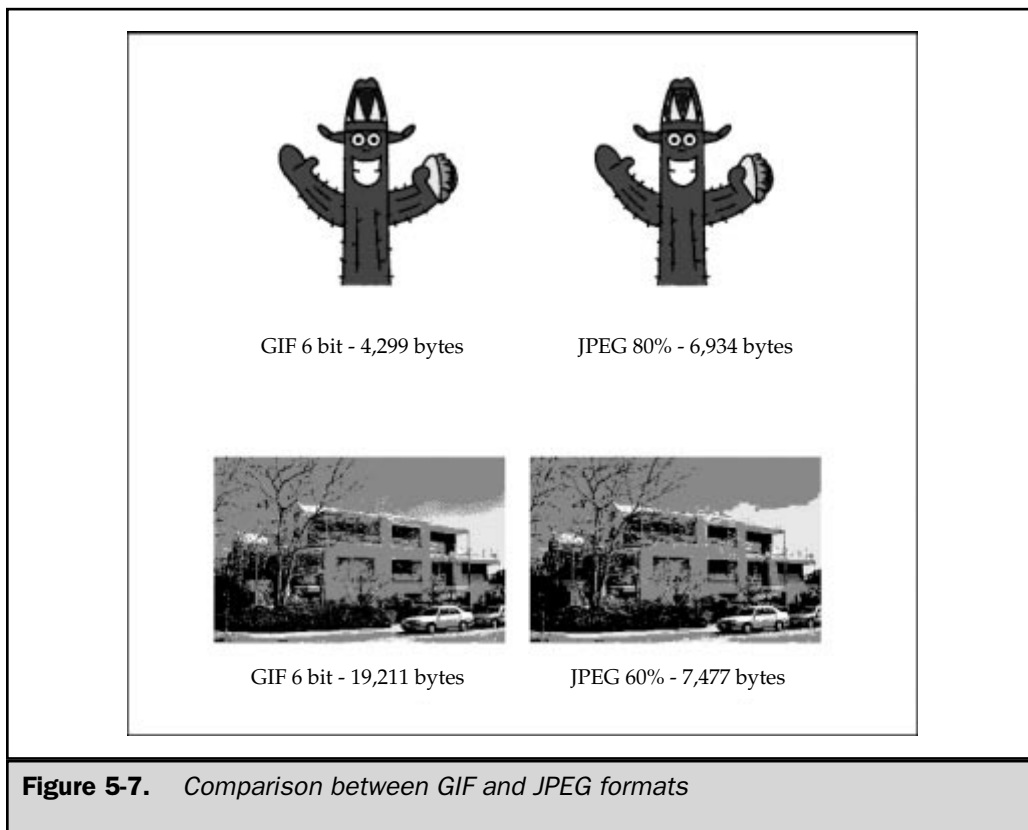 GIF 6 bit - 4,299 bytes
JPEG 80% - 6,934 bytes
GIF 6 bit - 19,211 bytes
JPEG 60% - 7,477 bytes
Figure 5-7. Comparison between GIF and JPEG formats